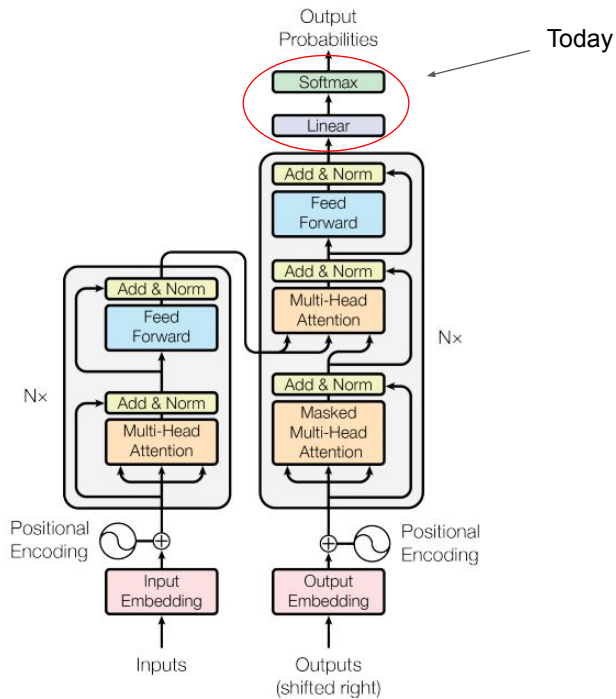 Output
Probabilities
Today
Softmax
Linear
Add & Norm
Feed
Forward
Add & Norm
Multi-Head
Attention
Add & Norm
Masked
Multi-Head
Attention
Nx
Add & Norm
Feed
Forward
Add & Norm
Multi-Head
Attention
Nx
Positional
Encoding
Positional
Encoding
Input
Embedding
Output
Embedding
Inputs
Outputs
(shifted right)